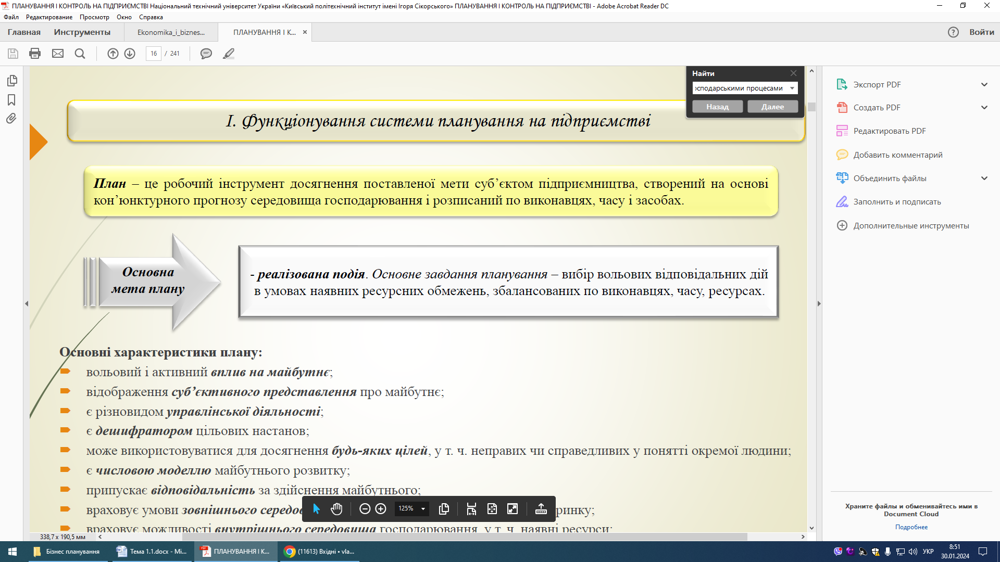 ПЛАНУВАННЯ І КОНТРОЛЬ НА ПІДПРИЄМСТВІ Національний технічний університет України «Київський політехнічний інститут імені Ігоря Сікорського» ПЛАНУВАННЯ І КОНТРОЛЬ НА ПІДПРИЄМСТВІ - Adobe Acrobat Reader DC
Файл Редактирование Просмотр Окно Справка
Главная Инструменты Ekonomika_i_biznes... ПЛАНУВАННЯ І К... Войти
16 / 241
Найти
осподарськими процесами
Назад Далее
І. Функціонування системи планування на підприємстві
План – це робочий інструмент досягнення поставленої мети суб’єктом підприємництва, створений на основі
кон’юнктурного прогнозу середовища господарювання і розписаний по виконавцях, часу і засобах.
Основна
мета плану
- реалізована подія. Основне завдання планування – вибір вольових відповідальних дій
в умовах наявних ресурсних обмежень, збалансованих по виконавцях, часу, ресурсах.
Основні характеристики плану:
вольовий і активний вплив на майбутнє;
відображення суб’єктивного представлення про майбутнє;
є різновидом управлінської діяльності;
є дешифратором цільових настанов;
може використовуватися для досягнення будь-яких цілей, у т. ч. неправих чи справедливих у понятті окремої людини;
є числовою моделлю майбутнього розвитку;
припускає відповідальність за здійснення майбутнього;
враховує умови зовнішнього середов ринку;
враховує можливості внутрішнього середовища господарювання, у т. ч. наявні ресурси;
125%
338,7 x 190,5 мм
Экспорт PDF
Создать PDF
Редактировать PDF
Добавить комментарий
Объединить файлы
Заполнить и подписать
Дополнительные инструменты
Храните файлы и обменивайтесь ими в
Document Cloud
Подробнее
Бізнес планування Тема 1.1.docx - Mi... ПЛАНУВАННЯ І К... (11613) Вхідні • vla... УКР 8:51
30.01.2024